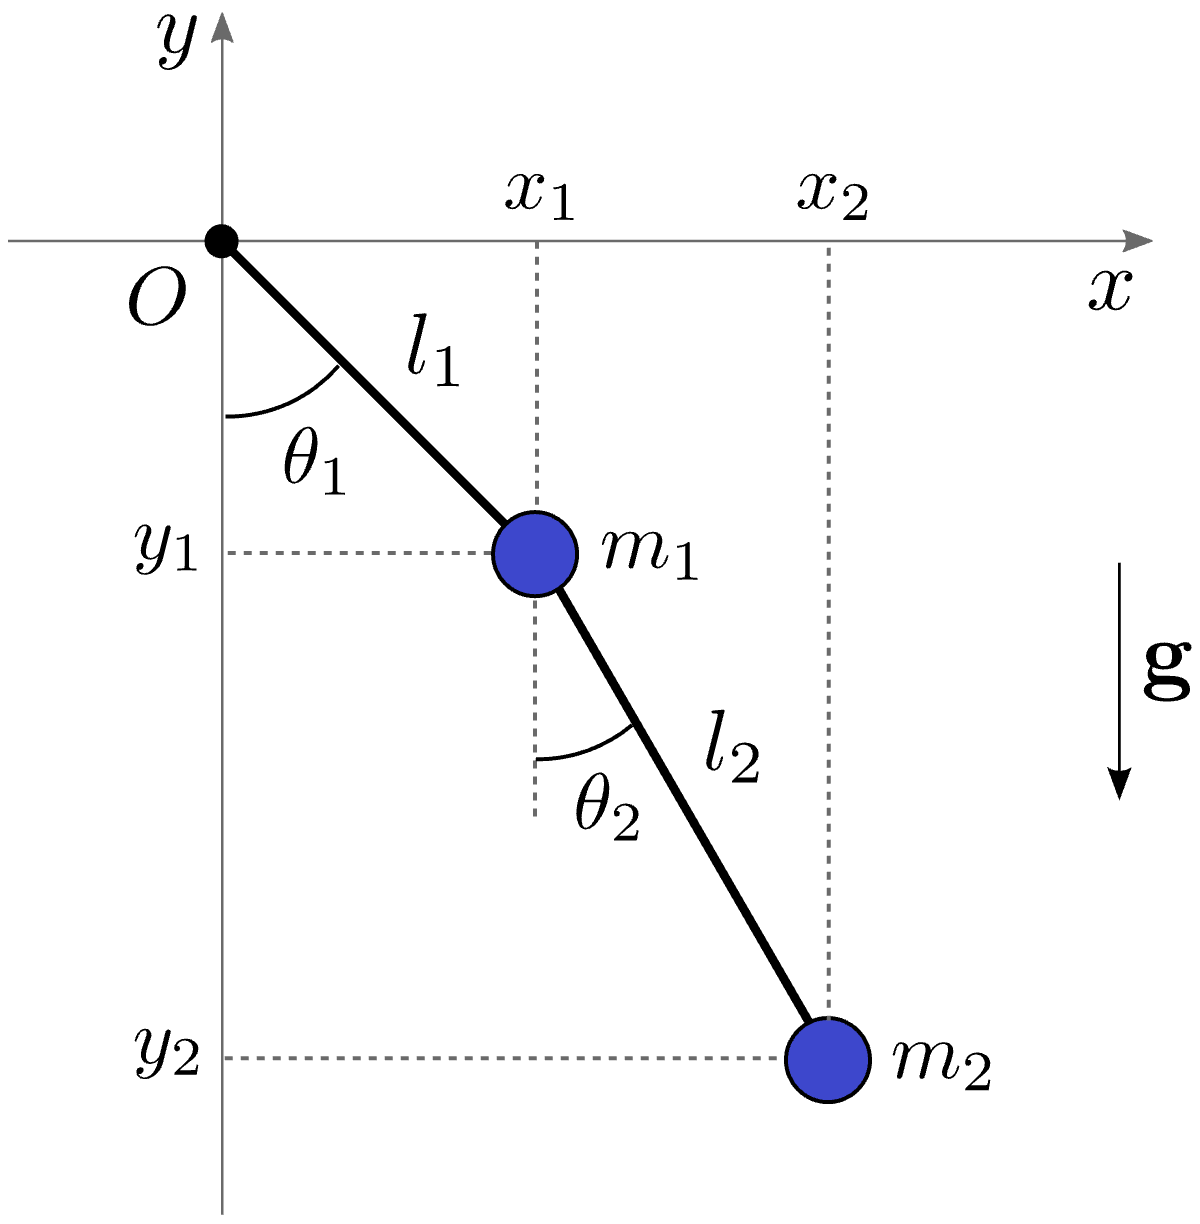 y
x₁ x₂
O x
l₁
θ₁
y₁ m₁
g
l₂
θ₂
y₂ m₂